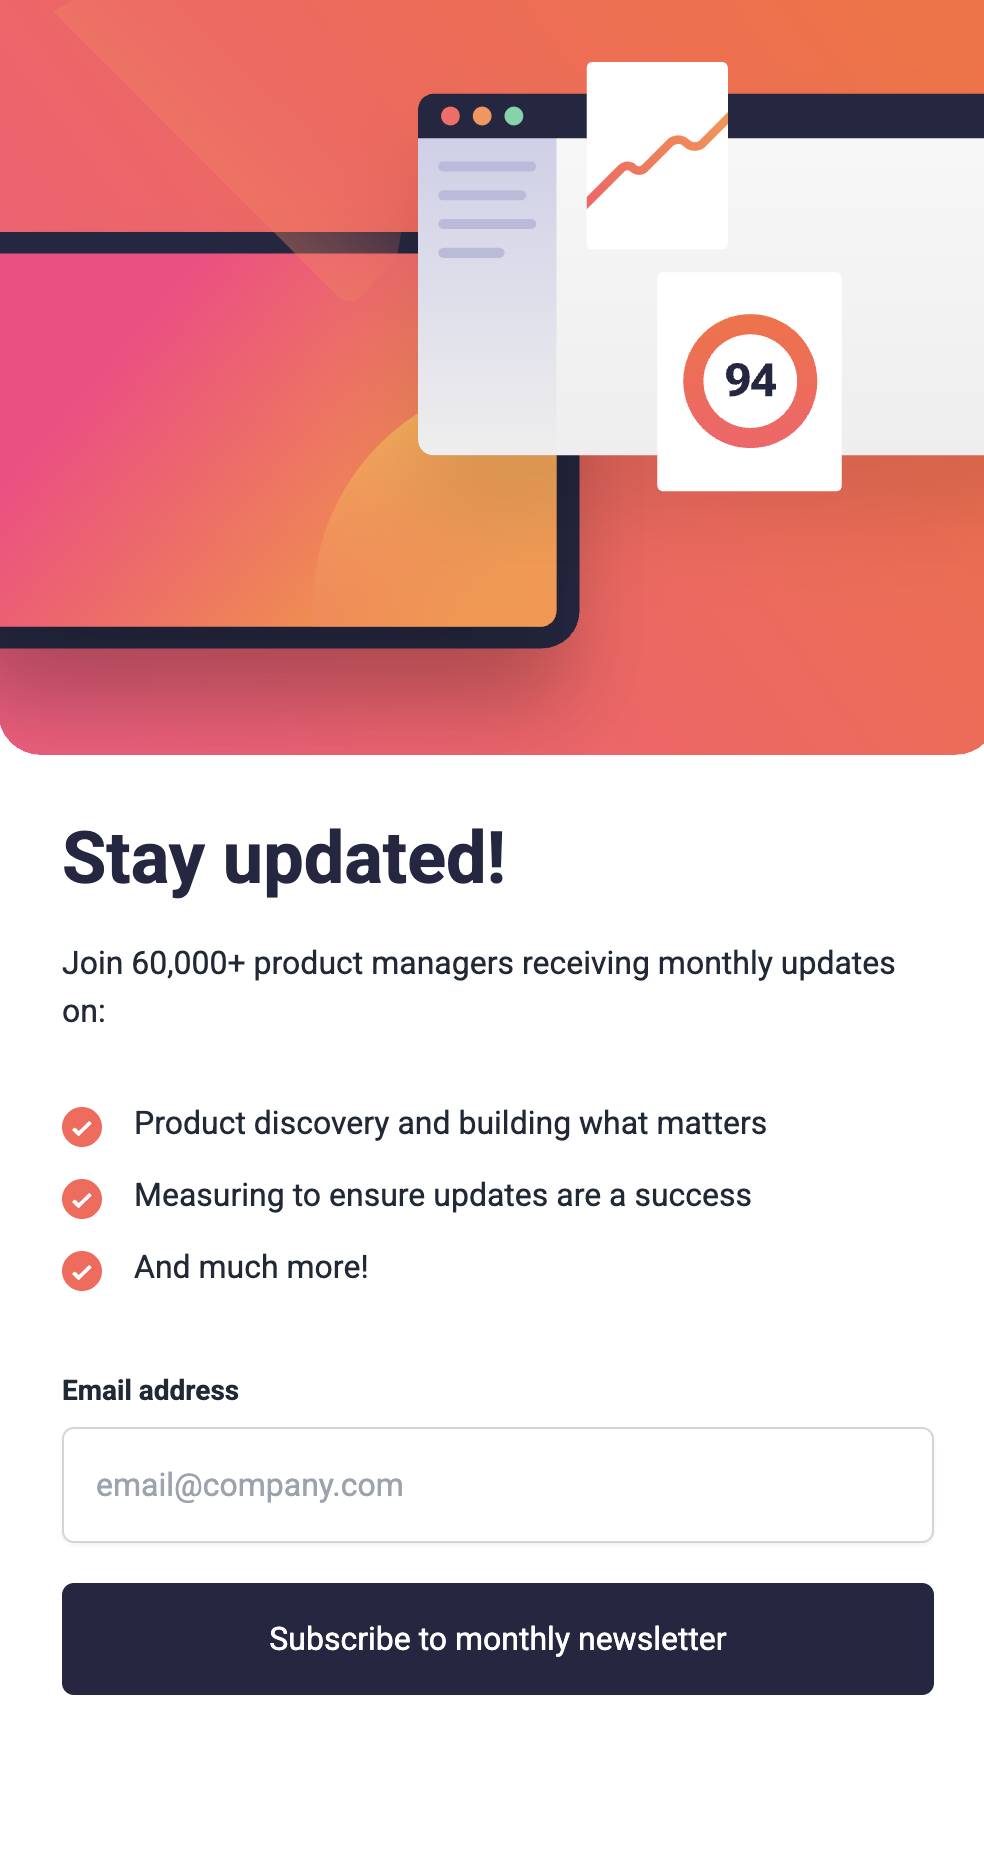 94
Stay updated!
Join 60,000+ product managers receiving monthly updates
on:
Product discovery and building what matters
Measuring to ensure updates are a success
And much more!
Email address
email@company.com
Subscribe to monthly newsletter